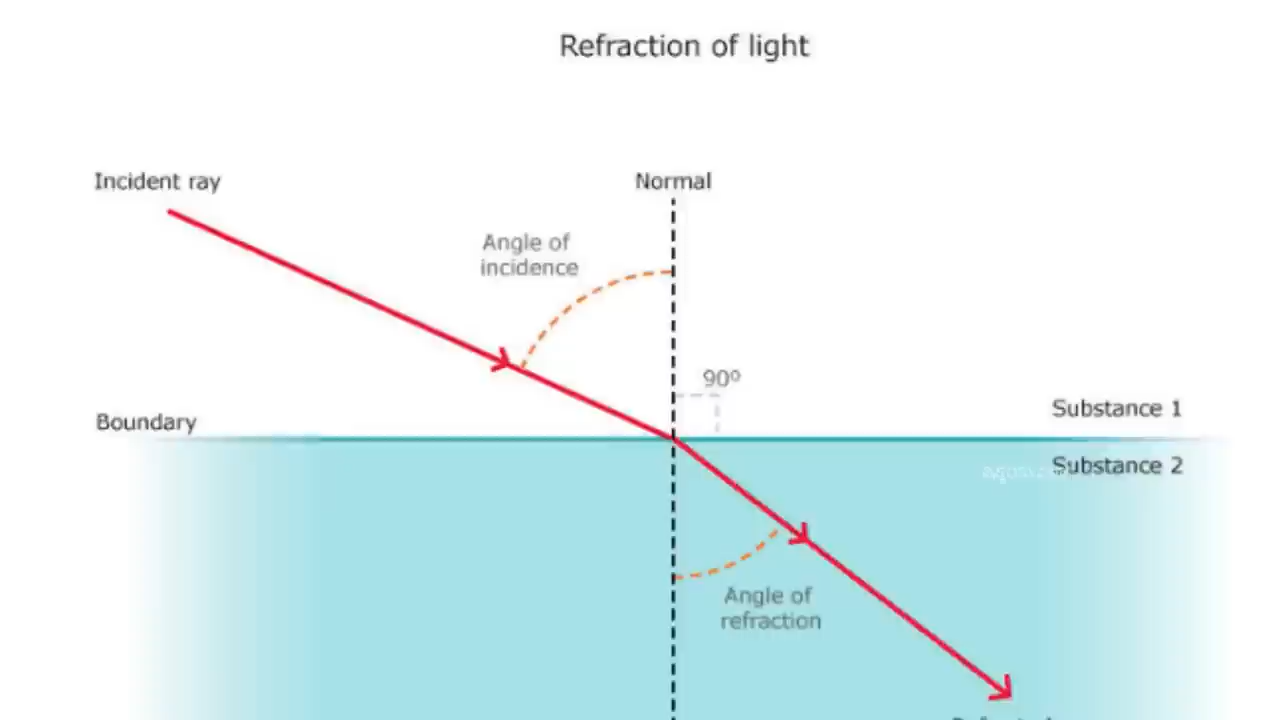 Refraction of light
Incident ray
Normal
Angle of
incidence
90º
Boundary
Substance 1
Substance 2
Angle of
refraction